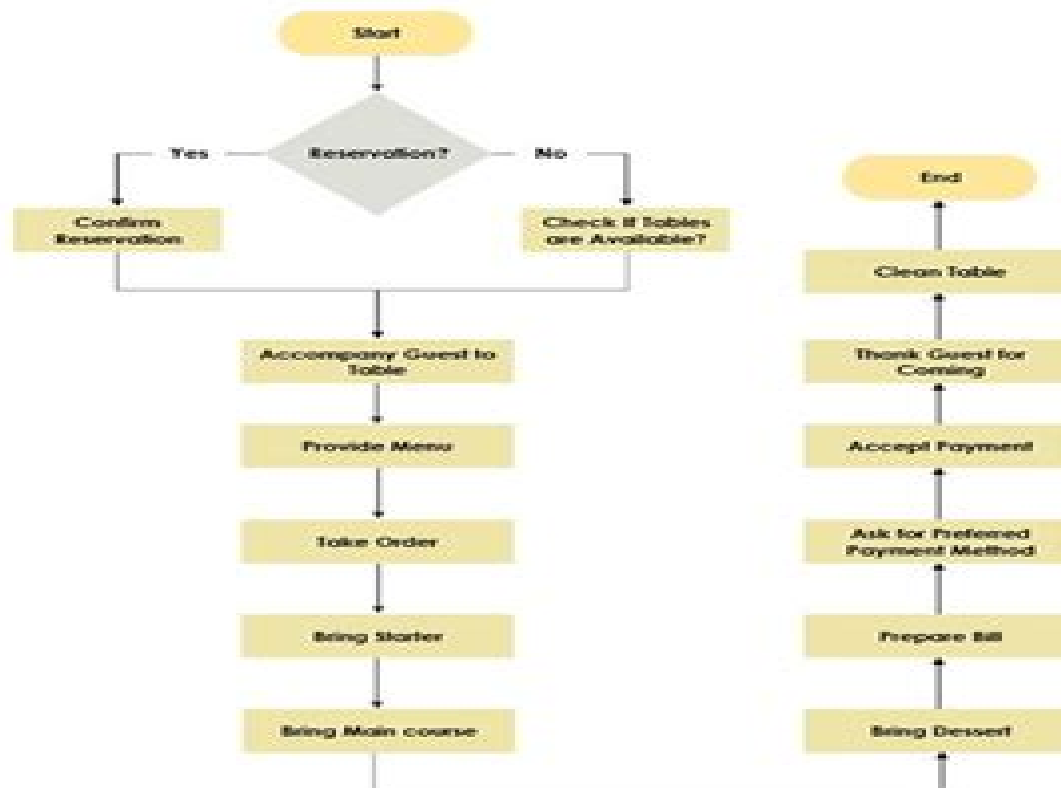 Start
Reservation?
Yes
No
Confirm
Reservation
Check If Tables
are Available?
Accompany Guest to
Table
Provide Menu
Take Order
Bring Starter
Bring Main course
Bring Dessert
Prepare Bill
Ask for Preferred
Payment Method
Accept Payment
Thank Guest for
Coming
Clean Table
End